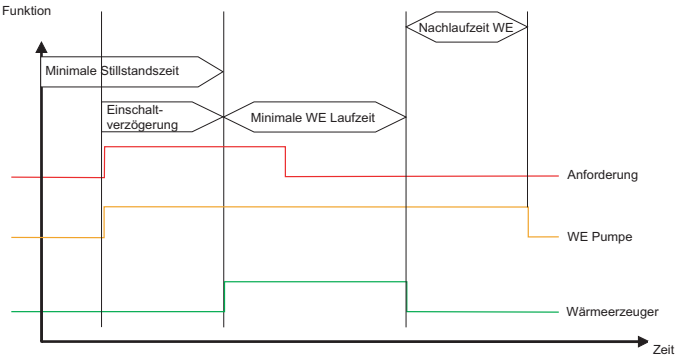 Funktion
Nachlaufzeit WE
Minimale Stillstandszeit
Einschalt-
verzögerung
Minimale WE Laufzeit
Anforderung
WE Pumpe
Wärmeerzeuger
Zeit